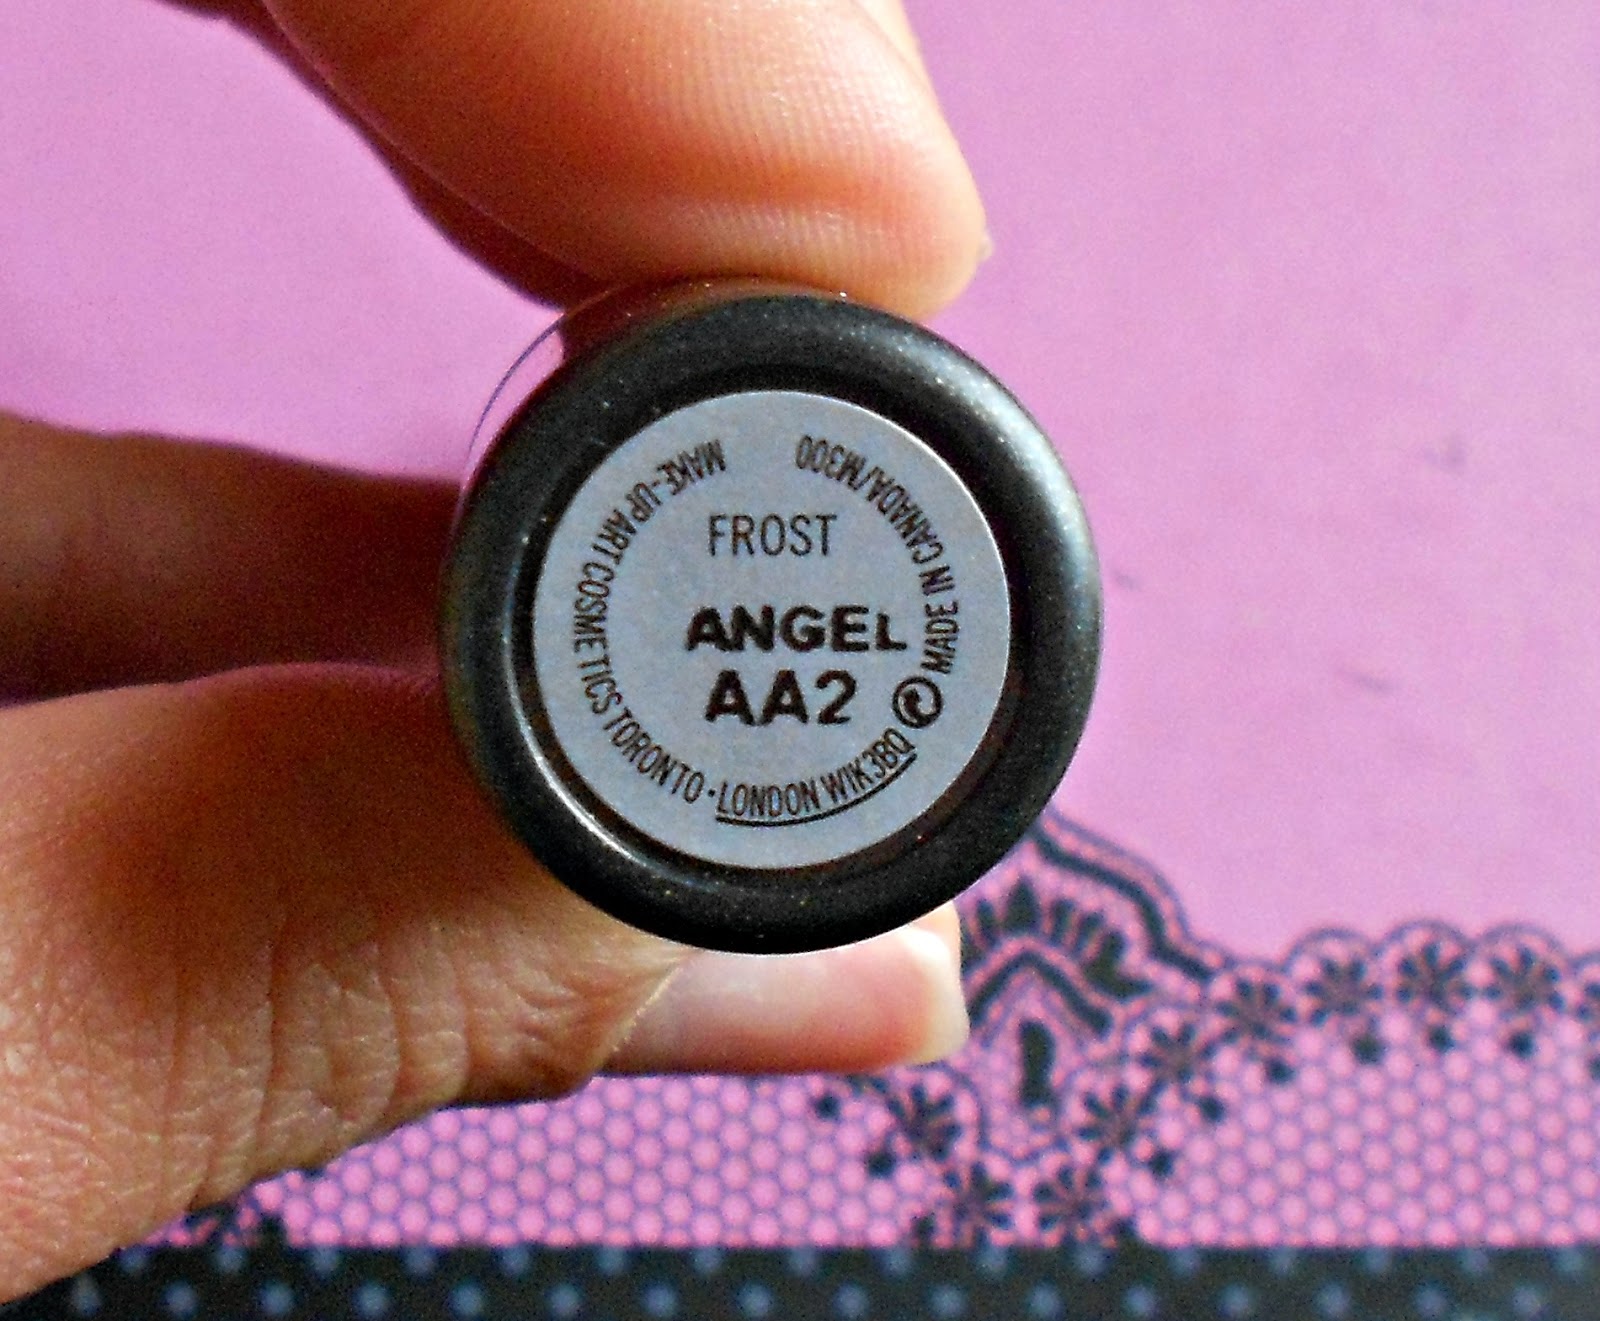 FROST
ANGEL
AA2
MAKE-UP ART COSMETICS TORONTO · LONDON W1K 3BQ MADE IN CANADA/M300